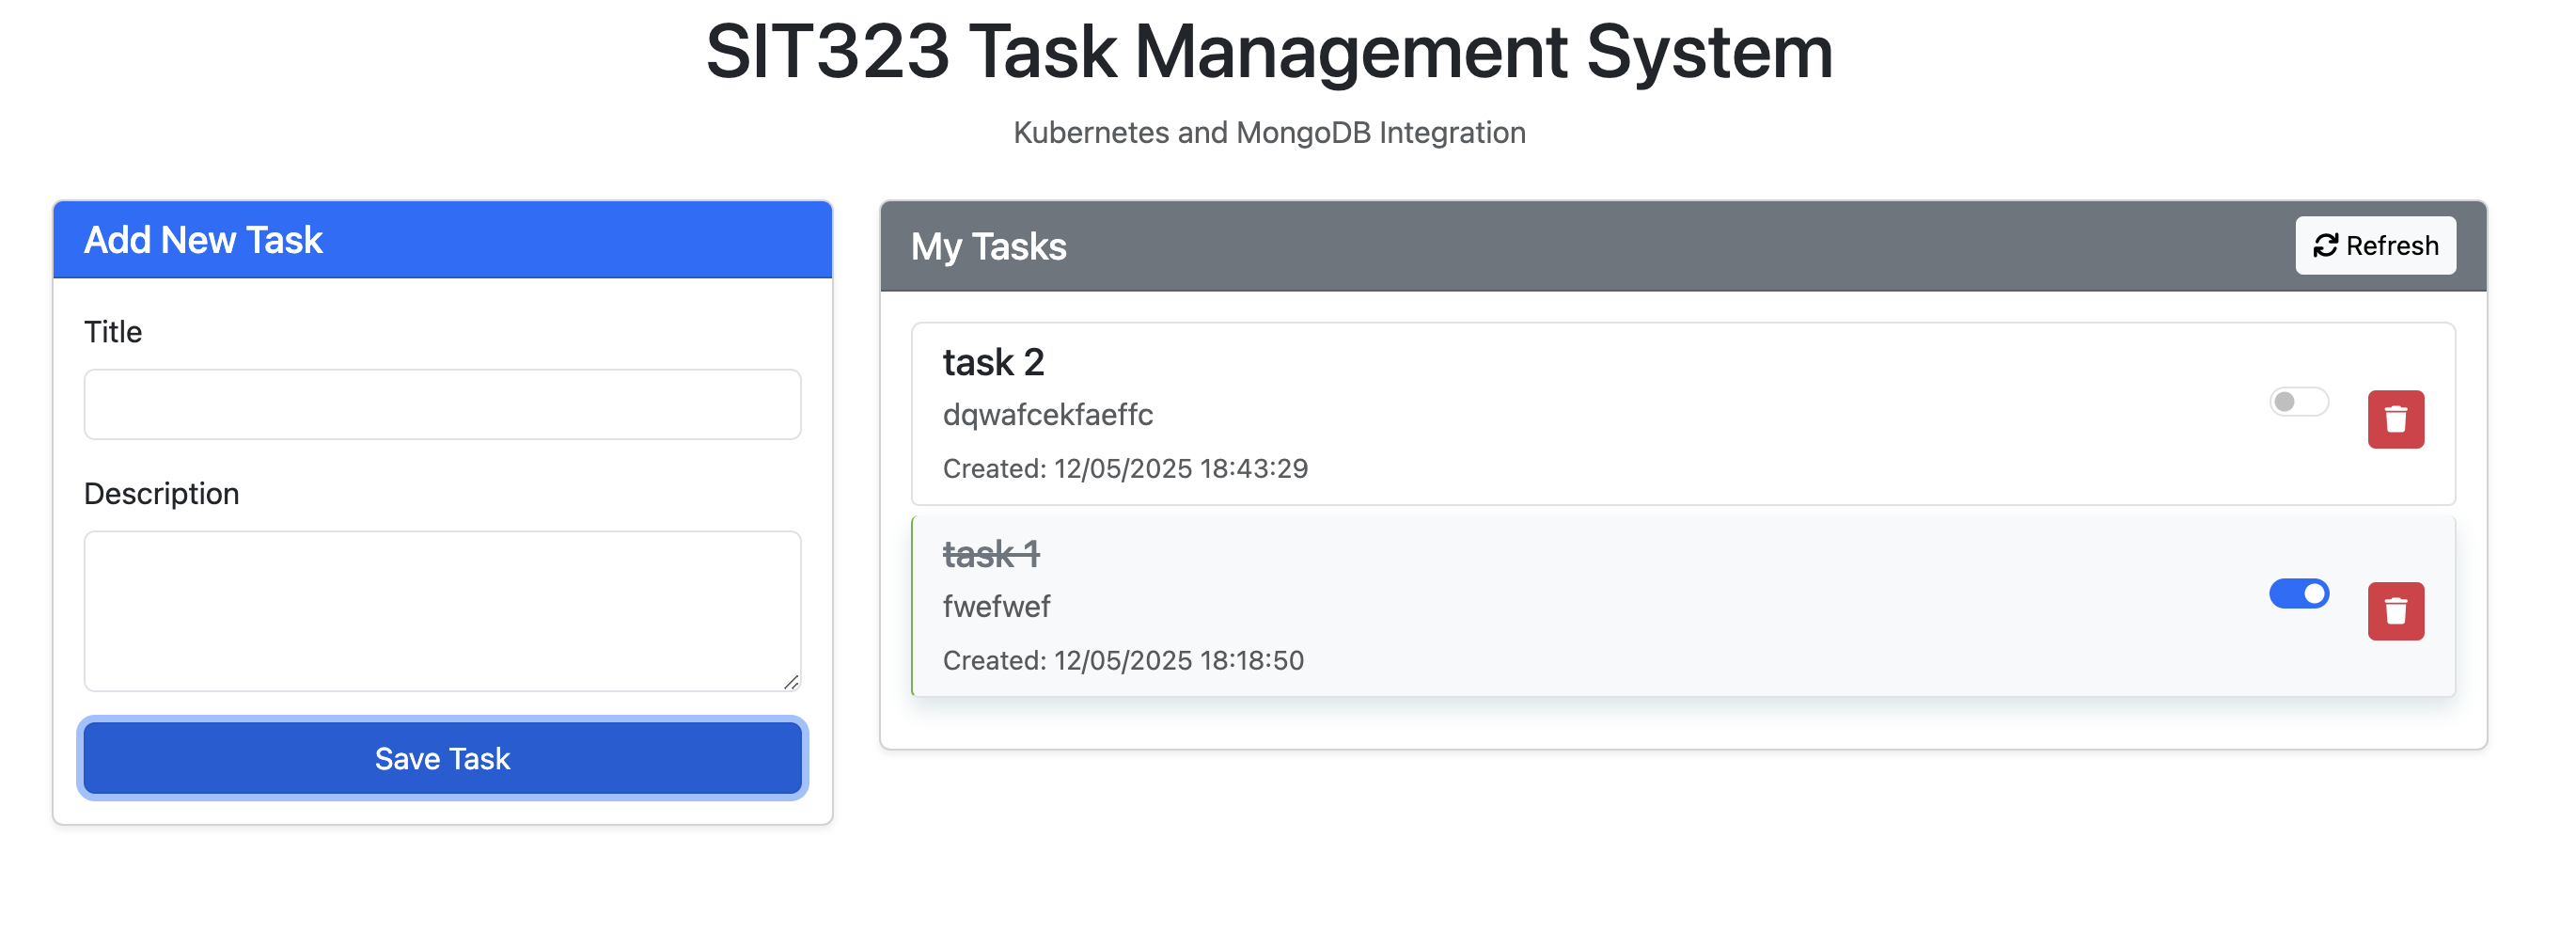 SIT323 Task Management System
Kubernetes and MongoDB Integration
Add New Task
Title
Description
Save Task
My Tasks
Refresh
task 2
dqwafcekfaeffc
Created: 12/05/2025 18:43:29
task 1
fwefwef
Created: 12/05/2025 18:18:50